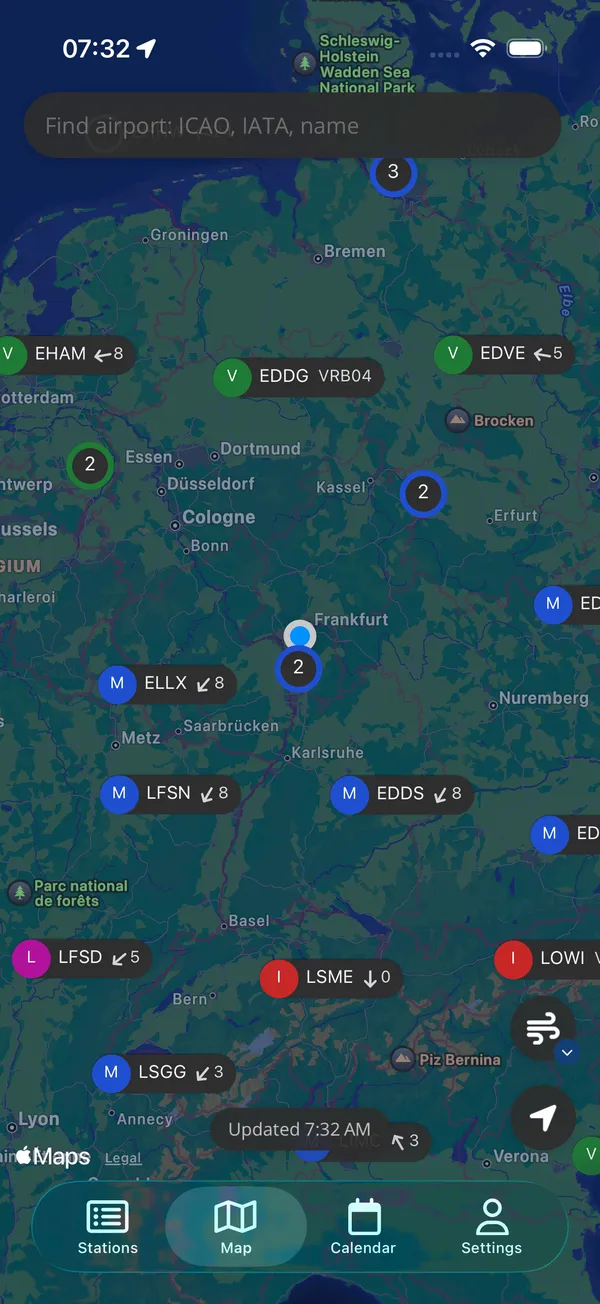 07:32
Schleswig-
Holstein
Wadden Sea
National Park
Find airport: ICAO, IATA, name
Ro
3
Groningen
Bremen
Elbe
V EHAM 8
V EDDG VRB04
V EDVE 5
otterdam
Brocken
2
Essen
Dortmund
ntwerp
Düsseldorf
Kassel
2
Cologne
Erfurt
ussels
Bonn
GIUM
harleroi
M ED
Frankfurt
2
M ELLX 8
Nuremberg
Saarbrücken
Metz
Karlsruhe
M LFSN 8
M EDDS 8
M ED
Parc national
de forêts
Basel
L LFSD 5
I LSME 0
I LOWI V
Bern
Piz Bernina
M LSGG 3
Lyon
Annecy
Updated 7:32 AM
3
Maps
Legal
Verona
V
Stations
Map
Calendar
Settings